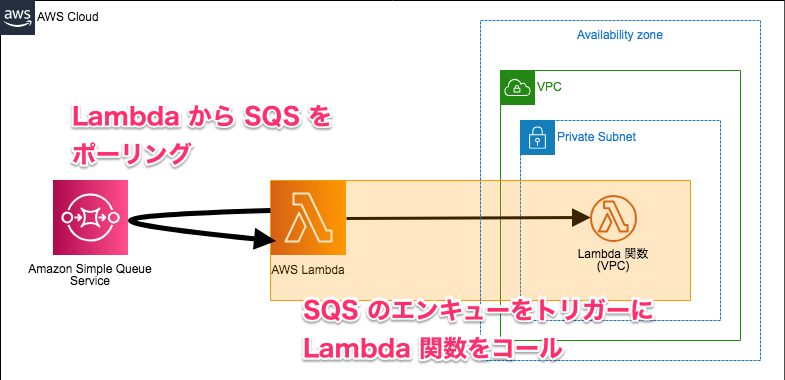 aws
AWS Cloud
Availability zone
VPC
Lambda から SQS を
ポーリング
Private Subnet
Amazon Simple Queue
Service
AWS Lambda
Lambda 関数
(VPC)
SQS のエンキューをトリガーに
Lambda 関数をコール